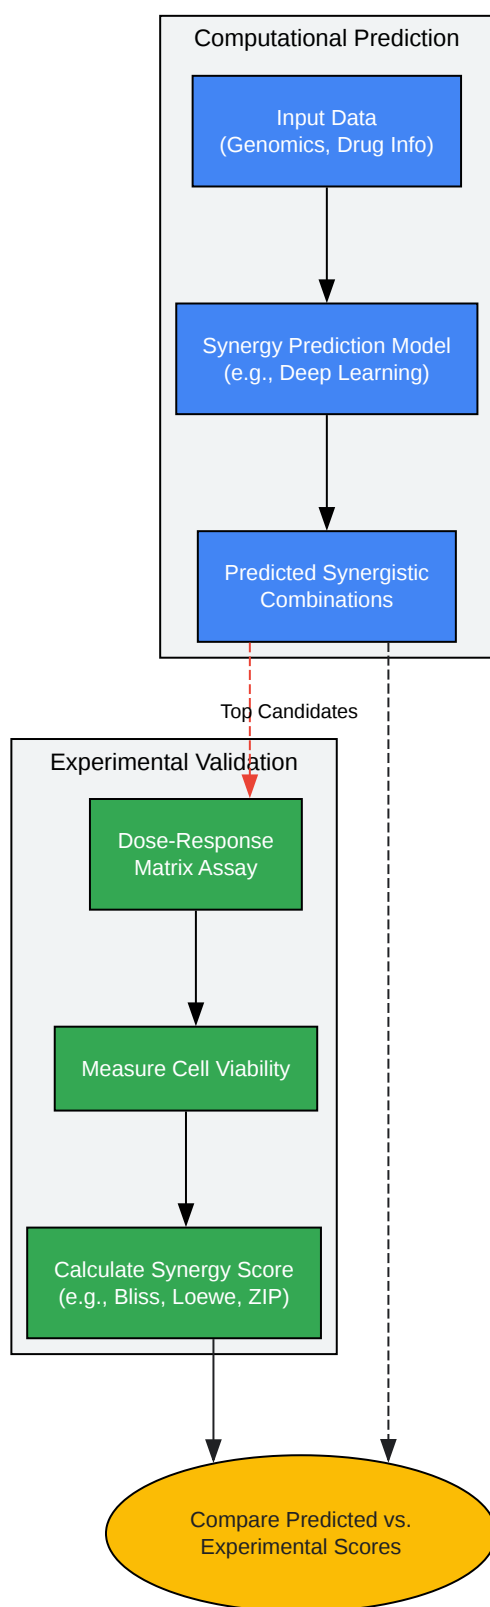 Computational Prediction
Input Data
(Genomics, Drug Info)
Synergy Prediction Model
(e.g., Deep Learning)
Predicted Synergistic
Combinations
Top Candidates
Experimental Validation
Dose-Response
Matrix Assay
Measure Cell Viability
Calculate Synergy Score
(e.g., Bliss, Loewe, ZIP)
Compare Predicted vs.
Experimental Scores